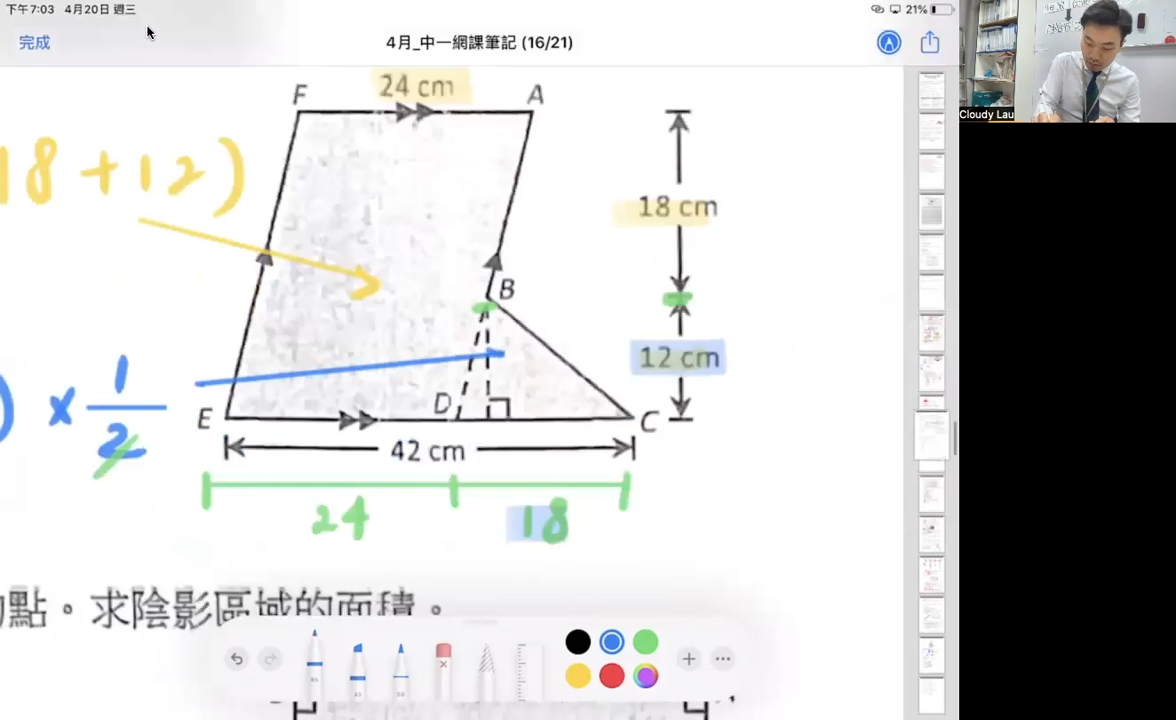 下午7:03 4月20日 週三
21%
完成
4月_中一網課筆記 (16/21)
Cloudy Lau
F 24 cm A
18 + 12)
18 cm
B
12 cm
) × 1/2
E D C
42 cm
24 18
點。求陰影區域的面積。